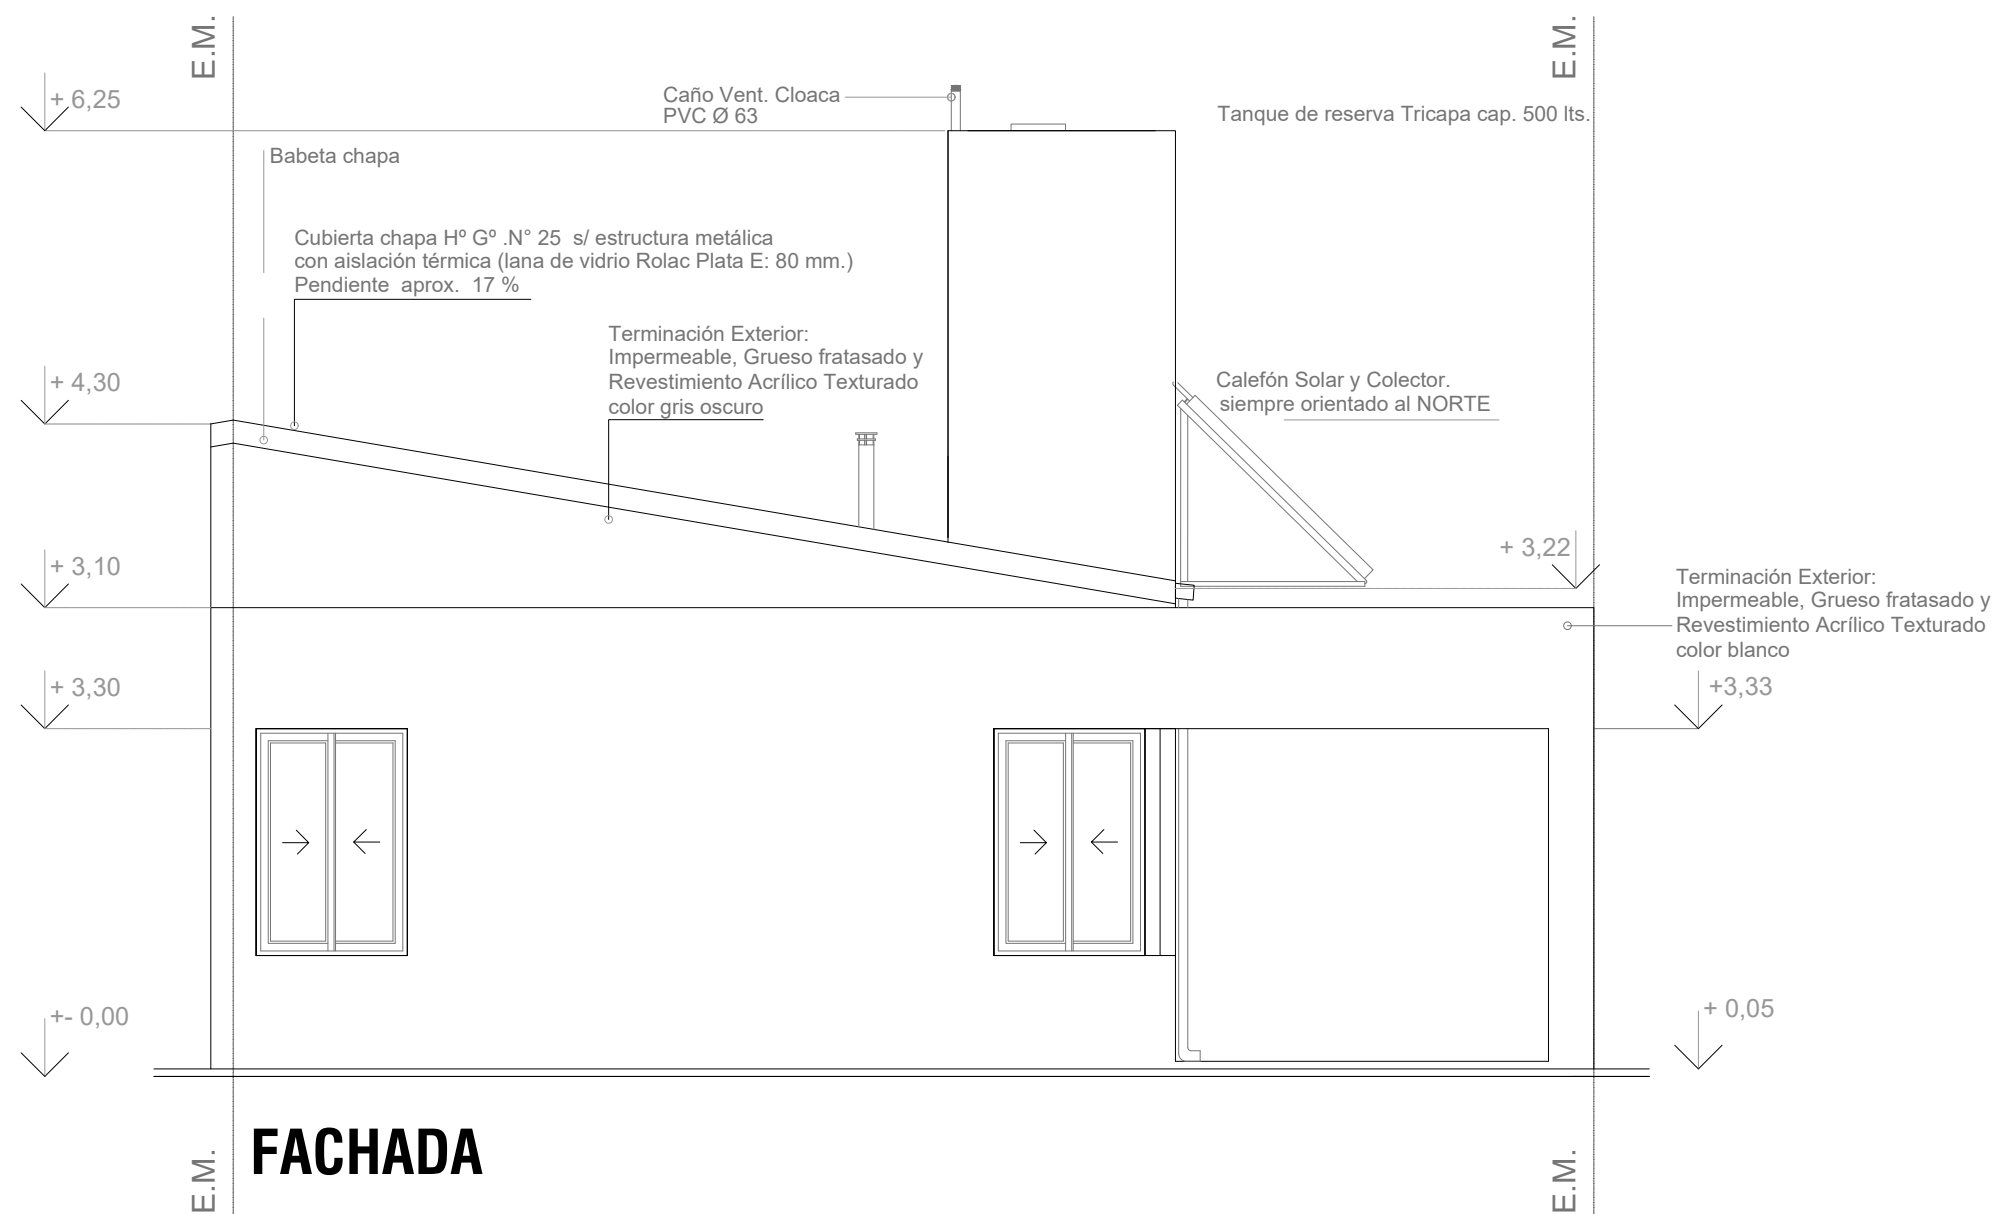 E.M.
E.M.
+ 6,25
Caño Vent. Cloaca
PVC Ø 63
Tanque de reserva Tricapa cap. 500 lts.
Babeta chapa
Cubierta chapa Hº Gº .N° 25  s/ estructura metálica
con aislación térmica (lana de vidrio Rolac Plata E: 80 mm.)
Pendiente  aprox.  17 %
Terminación Exterior:
Impermeable, Grueso fratasado y
Revestimiento Acrílico Texturado
color gris oscuro
+ 4,30
Calefón Solar y Colector.
siempre orientado al NORTE
+ 3,10
+ 3,22
Terminación Exterior:
Impermeable, Grueso fratasado y
Revestimiento Acrílico Texturado
color blanco
+ 3,30
+3,33
+- 0,00
+ 0,05
FACHADA
E.M.
E.M.